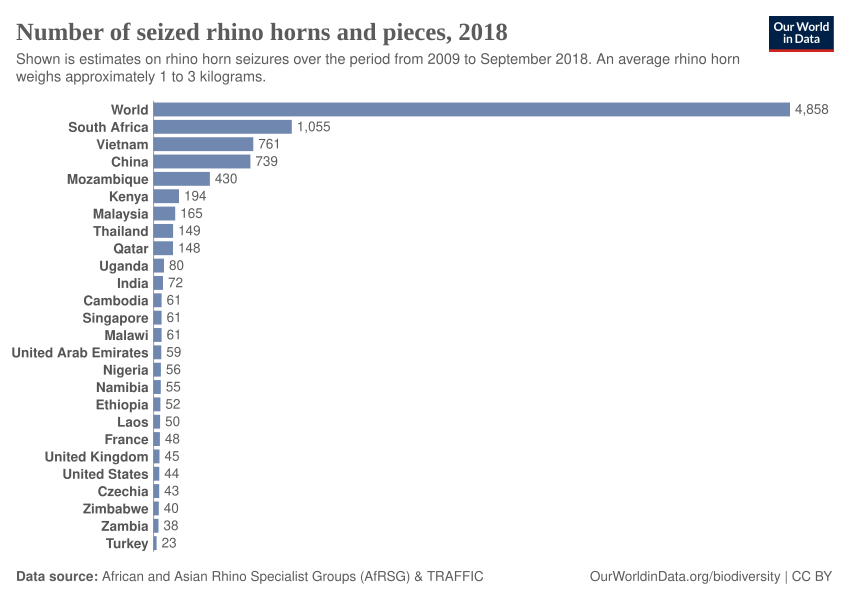 Number of seized rhino horns and pieces, 2018
Our World
in Data
Shown is estimates on rhino horn seizures over the period from 2009 to September 2018. An average rhino horn
weighs approximately 1 to 3 kilograms.
World 4,858
South Africa 1,055
Vietnam 761
China 739
Mozambique 430
Kenya 194
Malaysia 165
Thailand 149
Qatar 148
Uganda 80
India 72
Cambodia 61
Singapore 61
Malawi 61
United Arab Emirates 59
Nigeria 56
Namibia 55
Ethiopia 52
Laos 50
France 48
United Kingdom 45
United States 44
Czechia 43
Zimbabwe 40
Zambia 38
Turkey 23
Data source: African and Asian Rhino Specialist Groups (AfRSG) & TRAFFIC
OurWorldinData.org/biodiversity | CC BY